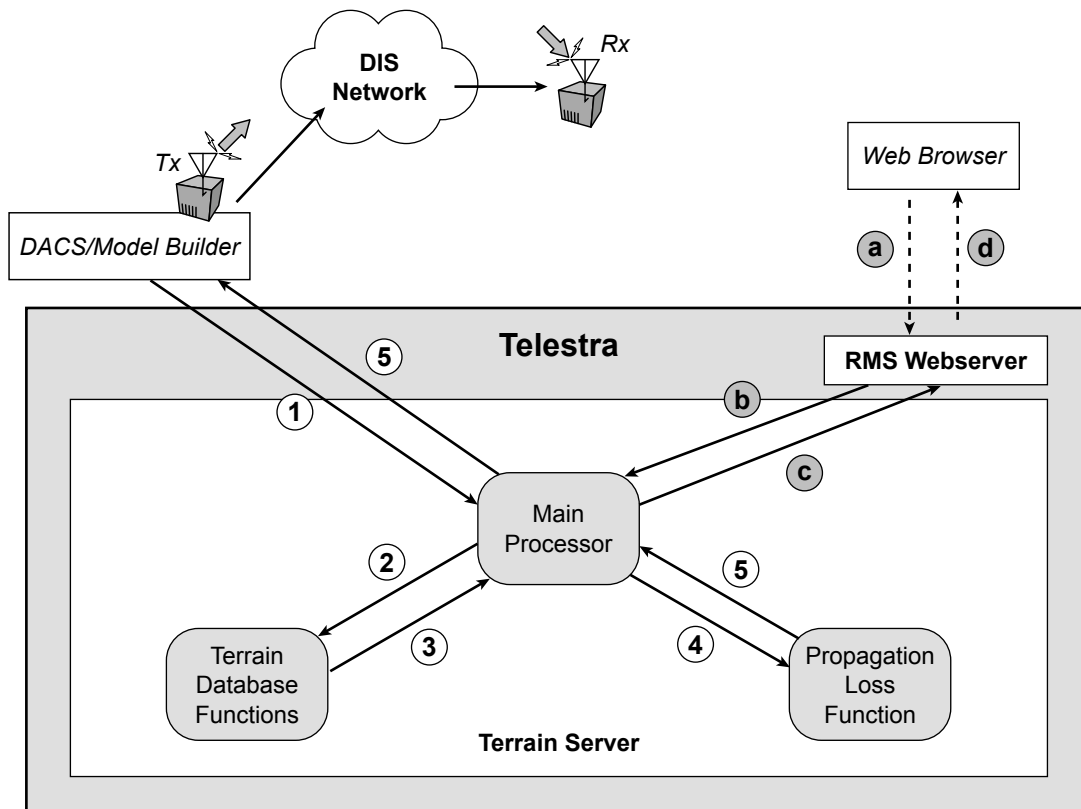 DIS
Network
Rx
Tx
Web Browser
DACS/Model Builder
a
d
Telestra
RMS Webserver
5
1
b
c
Main
Processor
2
5
3
4
Terrain
Database
Functions
Propagation
Loss
Function
Terrain Server